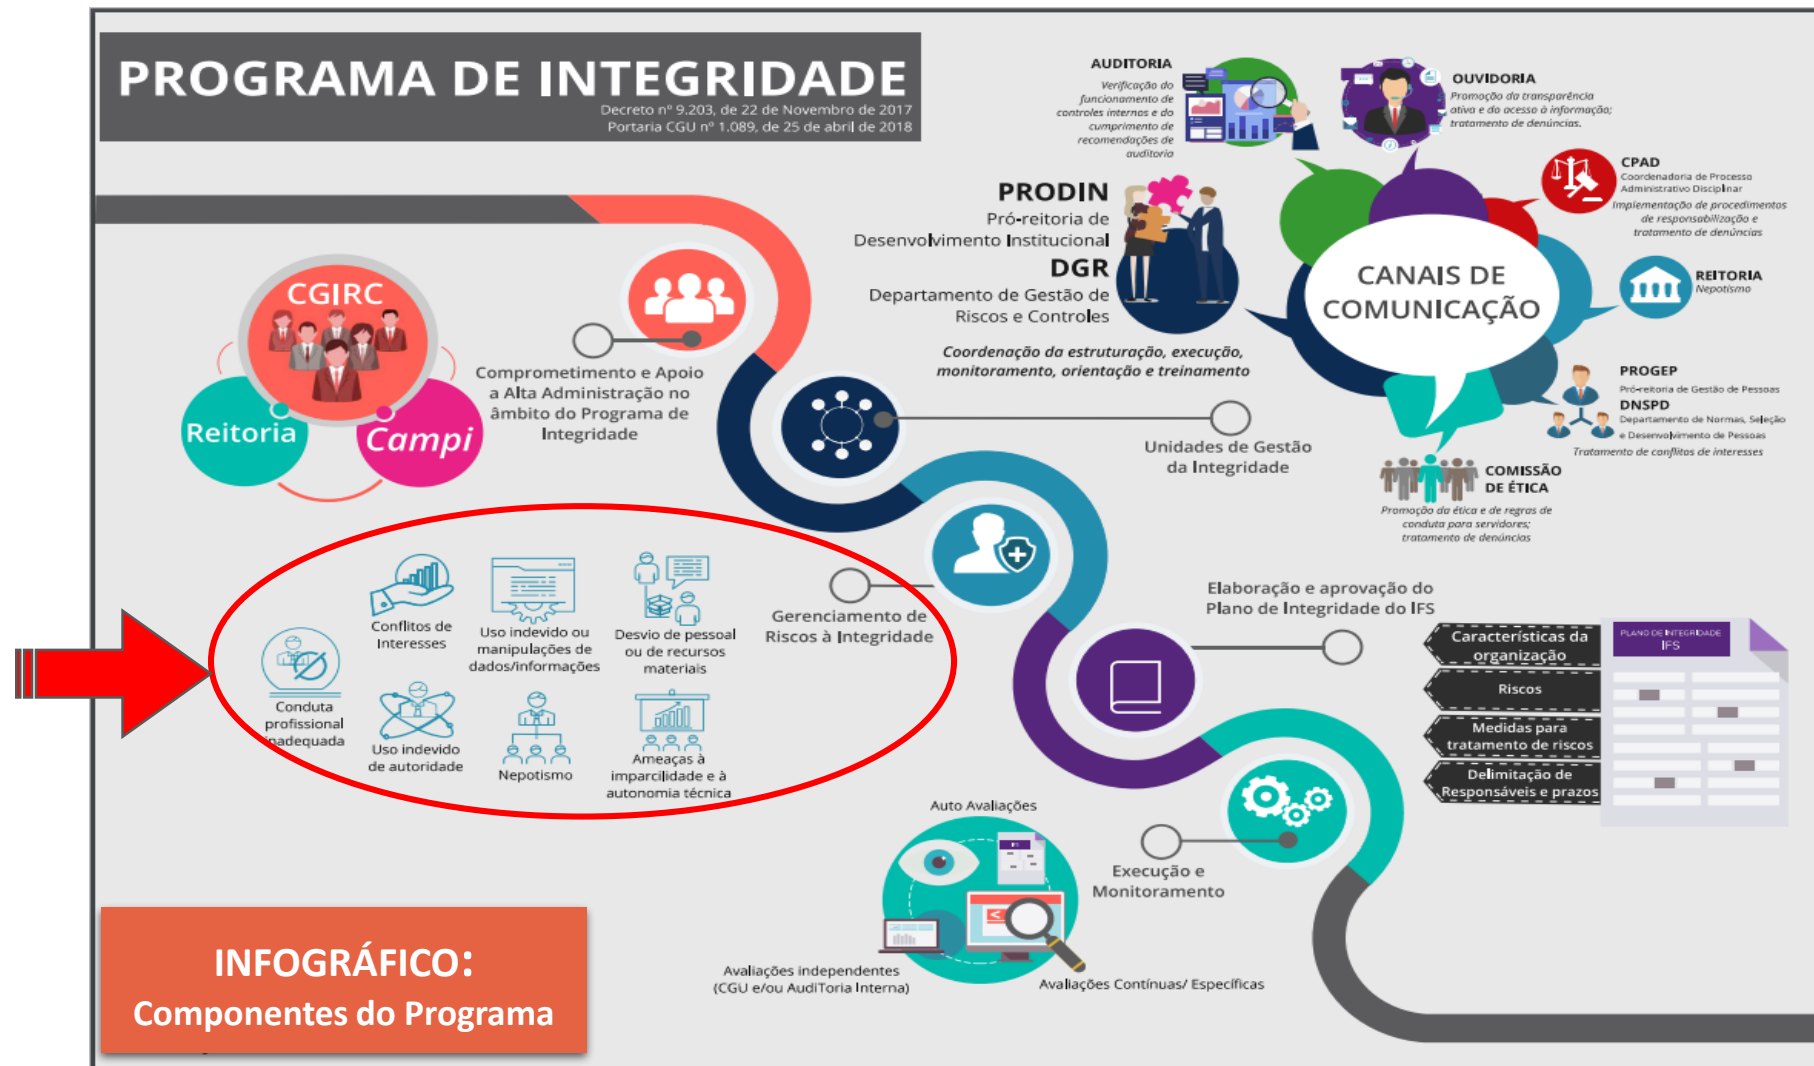 PROGRAMA DE INTEGRIDADE
Decreto nº 9.203, de 22 de Novembro de 2017
Portaria CGU nº 1.089, de 25 de abril de 2018
AUDITORIA
Verificação do
funcionamento de
controles internos e do
cumprimento de
recomendações de
auditoria
OUVIDORIA
Promoção da transparência
ativa e do acesso à informação;
tratamento de denúncias.
CPAD
Coordenadoria de Processo
Administrativo Disciplinar
Implementação de procedimentos
de responsabilização e
tratamento de denúncias
PRODIN
Pró-reitoria de
Desenvolvimento Institucional
DGR
Departamento de Gestão de
Riscos e Controles
Coordenação da estruturação, execução,
monitoramento, orientação e treinamento
CANAIS DE
COMUNICAÇÃO
REITORIA
Nepotismo
PROGEP
Pró-reitoria de Gestão de Pessoas
DNSPD
Departamento de Normas, Seleção
e Desenvolvimento de Pessoas
Tratamento de conflitos de interesses
COMISSÃO
DE ÉTICA
Promoção da ética e de regras de
conduta para servidores;
tratamento de denúncias
CGIRC
Reitoria
Campi
Comprometimento e Apoio
a Alta Administração no
âmbito do Programa de
Integridade
Unidades de Gestão
da Integridade
Gerenciamento de
Riscos à Integridade
Conflitos de
Interesses
Uso indevido ou
manipulações de
dados/informações
Desvio de pessoal
ou de recursos
materiais
Conduta
profissional
inadequada
Uso indevido
de autoridade
Nepotismo
Ameaças à
imparcilidade e à
autonomia técnica
Elaboração e aprovação do
Plano de Integridade do IFS
Características da
organização
Riscos
Medidas para
tratamento de riscos
Delimitação de
Responsáveis e prazos
PLANO DE INTEGRIDADE
IFS
Execução e
Monitoramento
Auto Avaliações
IFS
Avaliações independentes
(CGU e/ou AudiToria Interna)
Avaliações Contínuas/ Específicas
INFOGRÁFICO:
Componentes do Programa